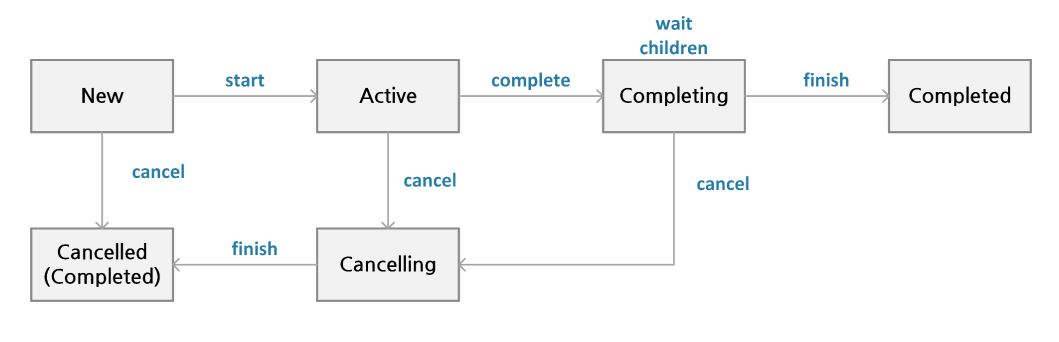 wait
children
New
start
Active
complete
Completing
finish
Completed
cancel
cancel
cancel
Cancelled
(Completed)
finish
Cancelling